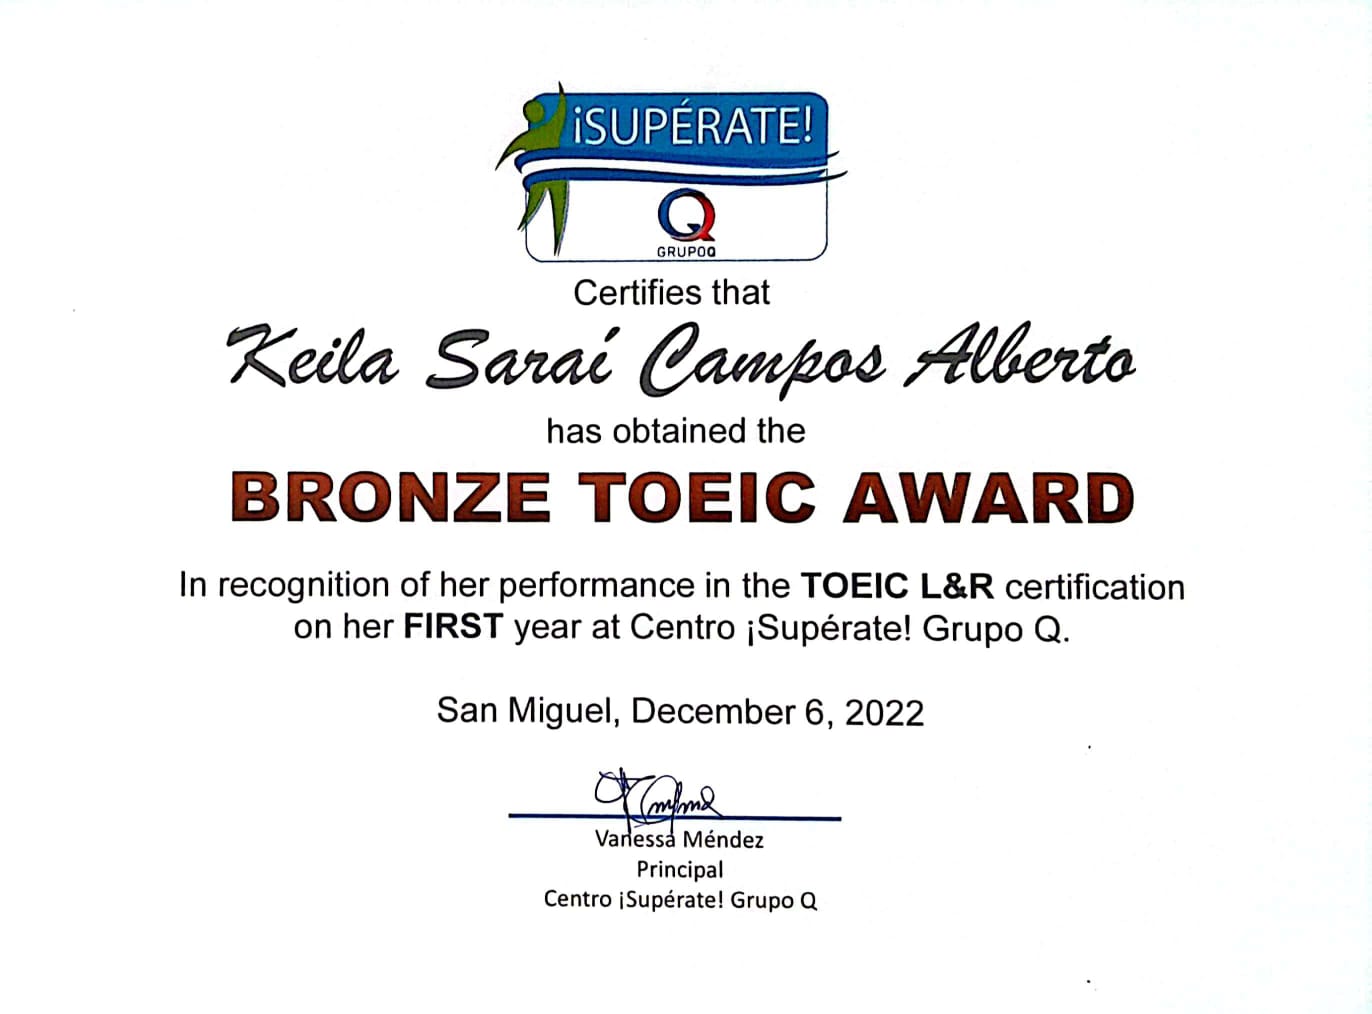 ¡SUPÉRATE!
GRUPOQ
Certifies that
Keila Saraí Campos Alberto
has obtained the
BRONZE TOEIC AWARD
In recognition of her performance in the TOEIC L&R certification
on her FIRST year at Centro ¡Supérate! Grupo Q.
San Miguel, December 6, 2022
Vanessa Méndez
Principal
Centro ¡Supérate! Grupo Q